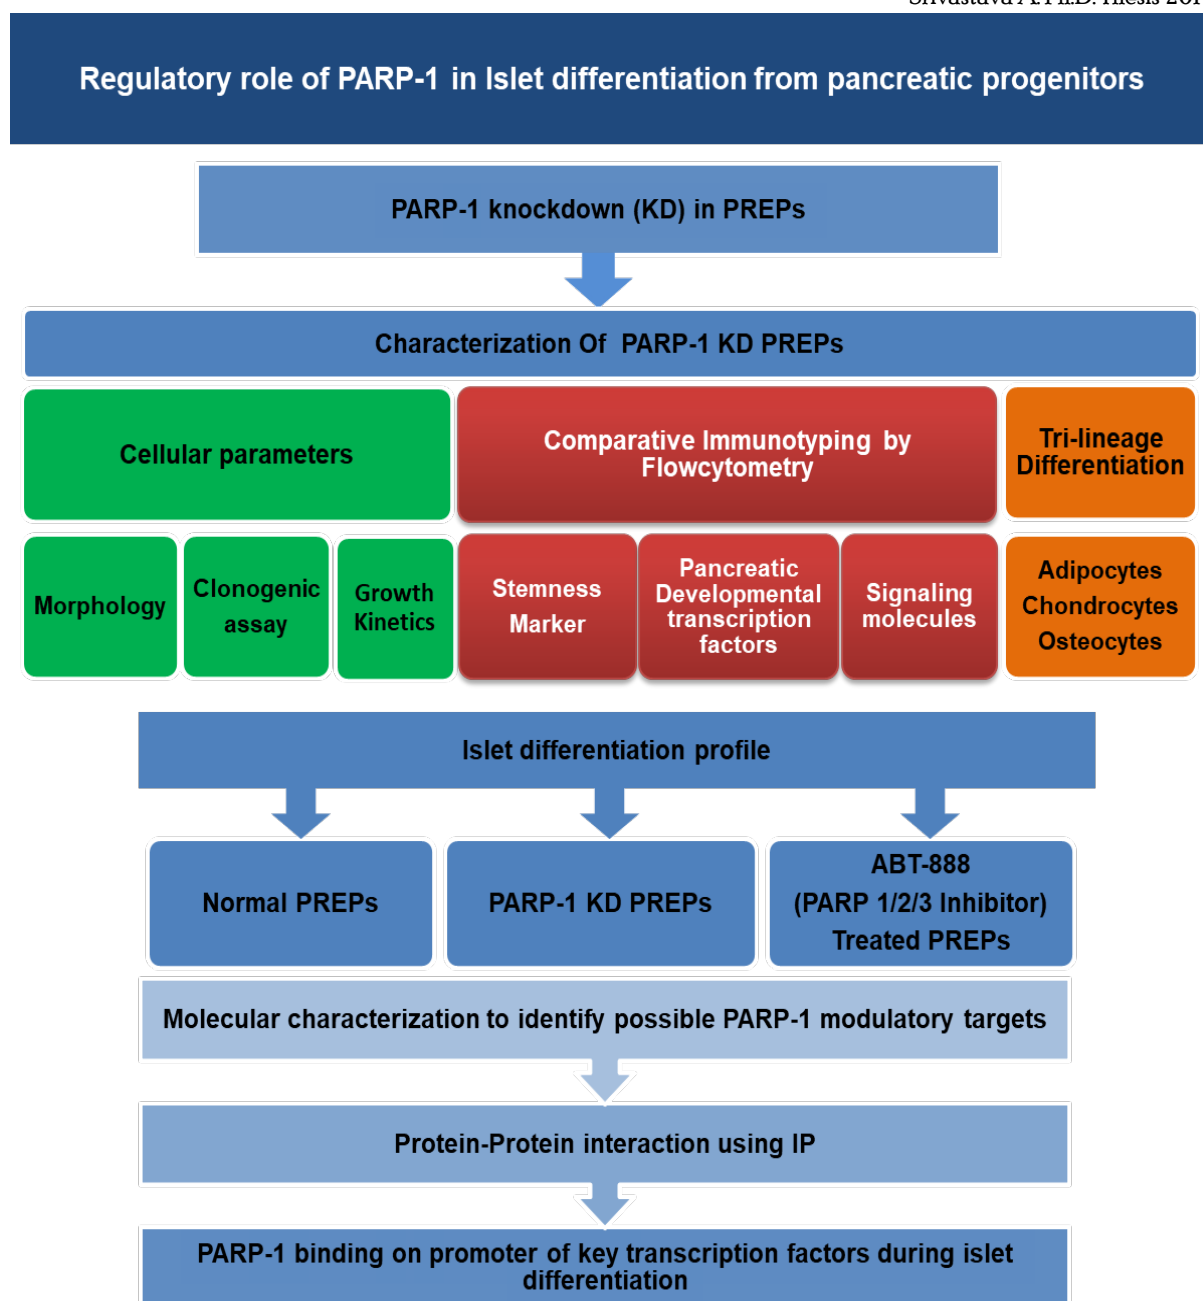 Regulatory role of PARP-1 in Islet differentiation from pancreatic progenitors
PARP-1 knockdown (KD) in PREPs
Characterization Of PARP-1 KD PREPs
Cellular parameters
Comparative Immunotyping by
Flowcytometry
Tri-lineage
Differentiation
Morphology
Clonogenic
assay
Growth
Kinetics
Stemness
Marker
Pancreatic
Developmental
transcription
factors
Signaling
molecules
Adipocytes
Chondrocytes
Osteocytes
Islet differentiation profile
Normal PREPs
PARP-1 KD PREPs
ABT-888
(PARP 1/2/3 Inhibitor)
Treated PREPs
Molecular characterization to identify possible PARP-1 modulatory targets
Protein-Protein interaction using IP
PARP-1 binding on promoter of key transcription factors during islet
differentiation